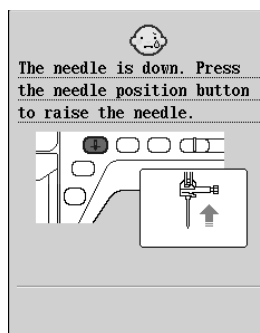 The needle is down. Press
the needle position button
to raise the needle.